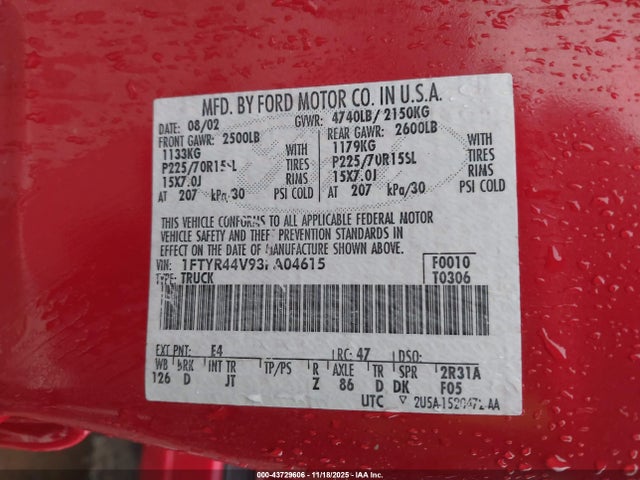 MFD. BY FORD MOTOR CO. IN U.S.A.
DATE: 08/02 GVWR: 4740LB/ 2150KG
FRONT GAWR: 2500LB REAR GAWR: 2600LB
1133KG WITH 1179KG WITH
P225/70R15SL TIRES P225/70R15SL TIRES
15X7.0J RIMS 15X7.0J RIMS
AT 207 kPa/30 PSI COLD AT 207 kPa/30 PSI COLD
THIS VEHICLE CONFORMS TO ALL APPLICABLE FEDERAL MOTOR
VEHICLE SAFETY AND THEFT PREVENTION STANDARDS IN
EFFECT ON THE DATE OF MANUFACTURE SHOWN ABOVE.
VIN: F0010
TYPE: TRUCK T0306
EXT PNT: E4 RC: 47 DSO:
WB BRK INT TR TP/PS R AXLE TR SPR 2R31A
126 D JT Z 86 D DK F05
UTC
000-43729606 - 11/18/2025 - COPART.COM